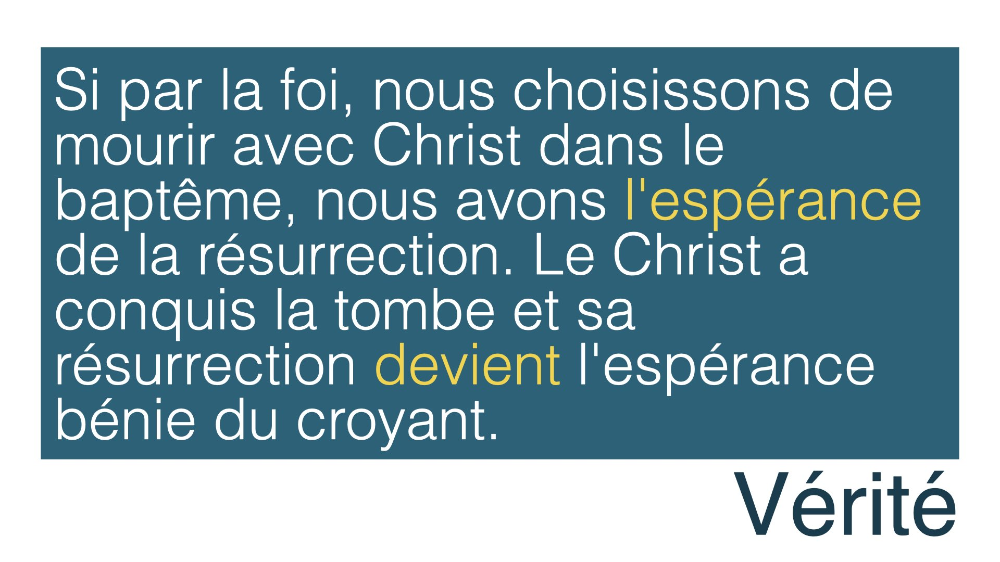 Si par la foi, nous choisissons de
mourir avec Christ dans le
baptême, nous avons l'espérance
de la résurrection. Le Christ a
conquis la tombe et sa
résurrection devient l'espérance
bénie du croyant.
Vérité